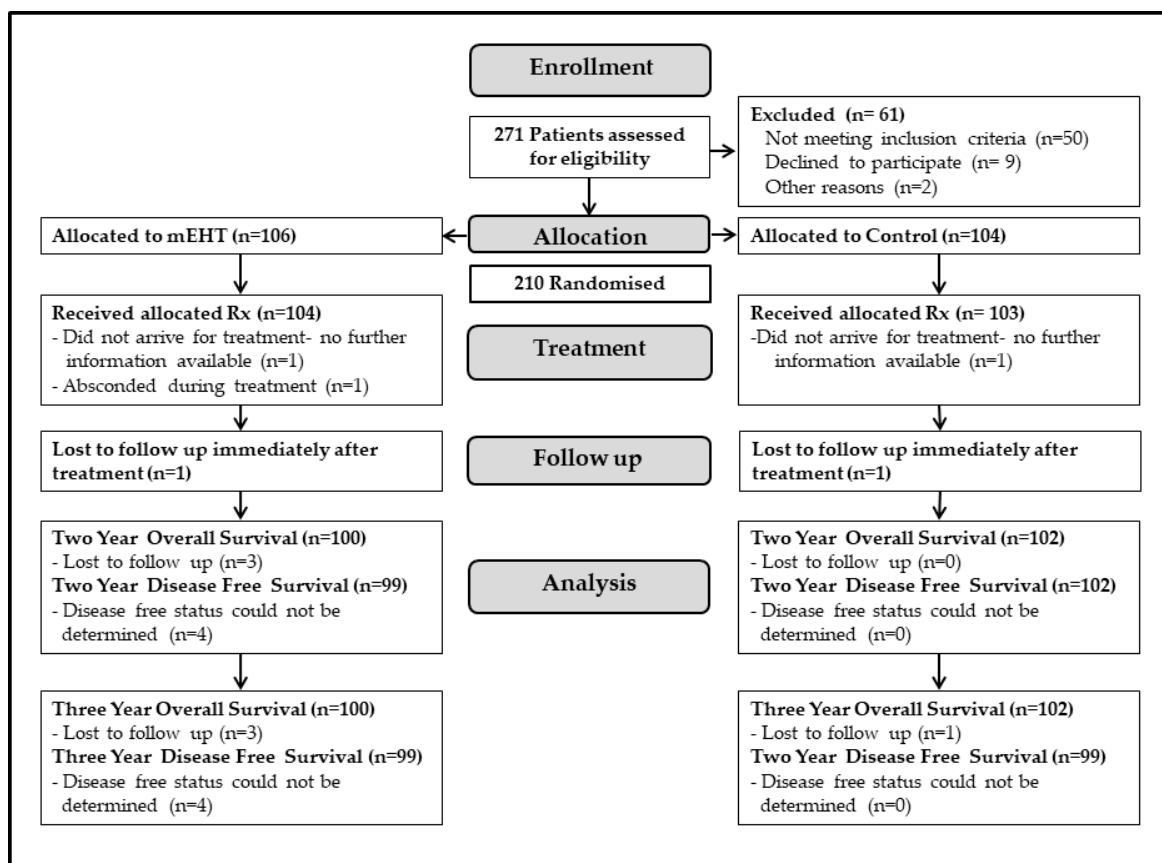 Enrollment
271 Patients assessed
for eligibility
Excluded (n= 61)
Not meeting inclusion criteria (n=50)
Declined to participate (n= 9)
Other reasons (n=2)
Allocated to mEHT (n=106)
Allocation
Allocated to Control (n=104)
210 Randomised
Received allocated Rx (n=104)
- Did not arrive for treatment- no further
information available (n=1)
- Absconded during treatment (n=1)
Treatment
Received allocated Rx (n= 103)
-Did not arrive for treatment- no further
information available (n=1)
Lost to follow up immediately after
treatment (n=1)
Follow up
Lost to follow up immediately after
treatment (n=1)
Two Year Overall Survival (n=100)
- Lost to follow up (n=3)
Two Year Disease Free Survival (n=99)
- Disease free status could not be
determined (n=4)
Analysis
Two Year Overall Survival (n=102)
- Lost to follow up (n=0)
Two Year Disease Free Survival (n=102)
- Disease free status could not be
determined (n=0)
Three Year Overall Survival (n=100)
- Lost to follow up (n=3)
Three Year Disease Free Survival (n=99)
- Disease free status could not be
determined (n=4)
Three Year Overall Survival (n=102)
- Lost to follow up (n=1)
Two Year Disease Free Survival (n=99)
- Disease free status could not be
determined (n=0)